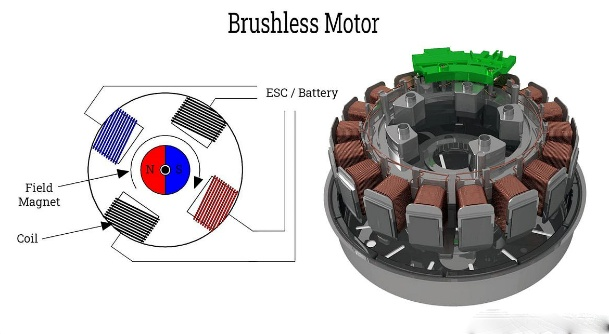 Brushless Motor
ESC / Battery
N S
Field
Magnet
Coil